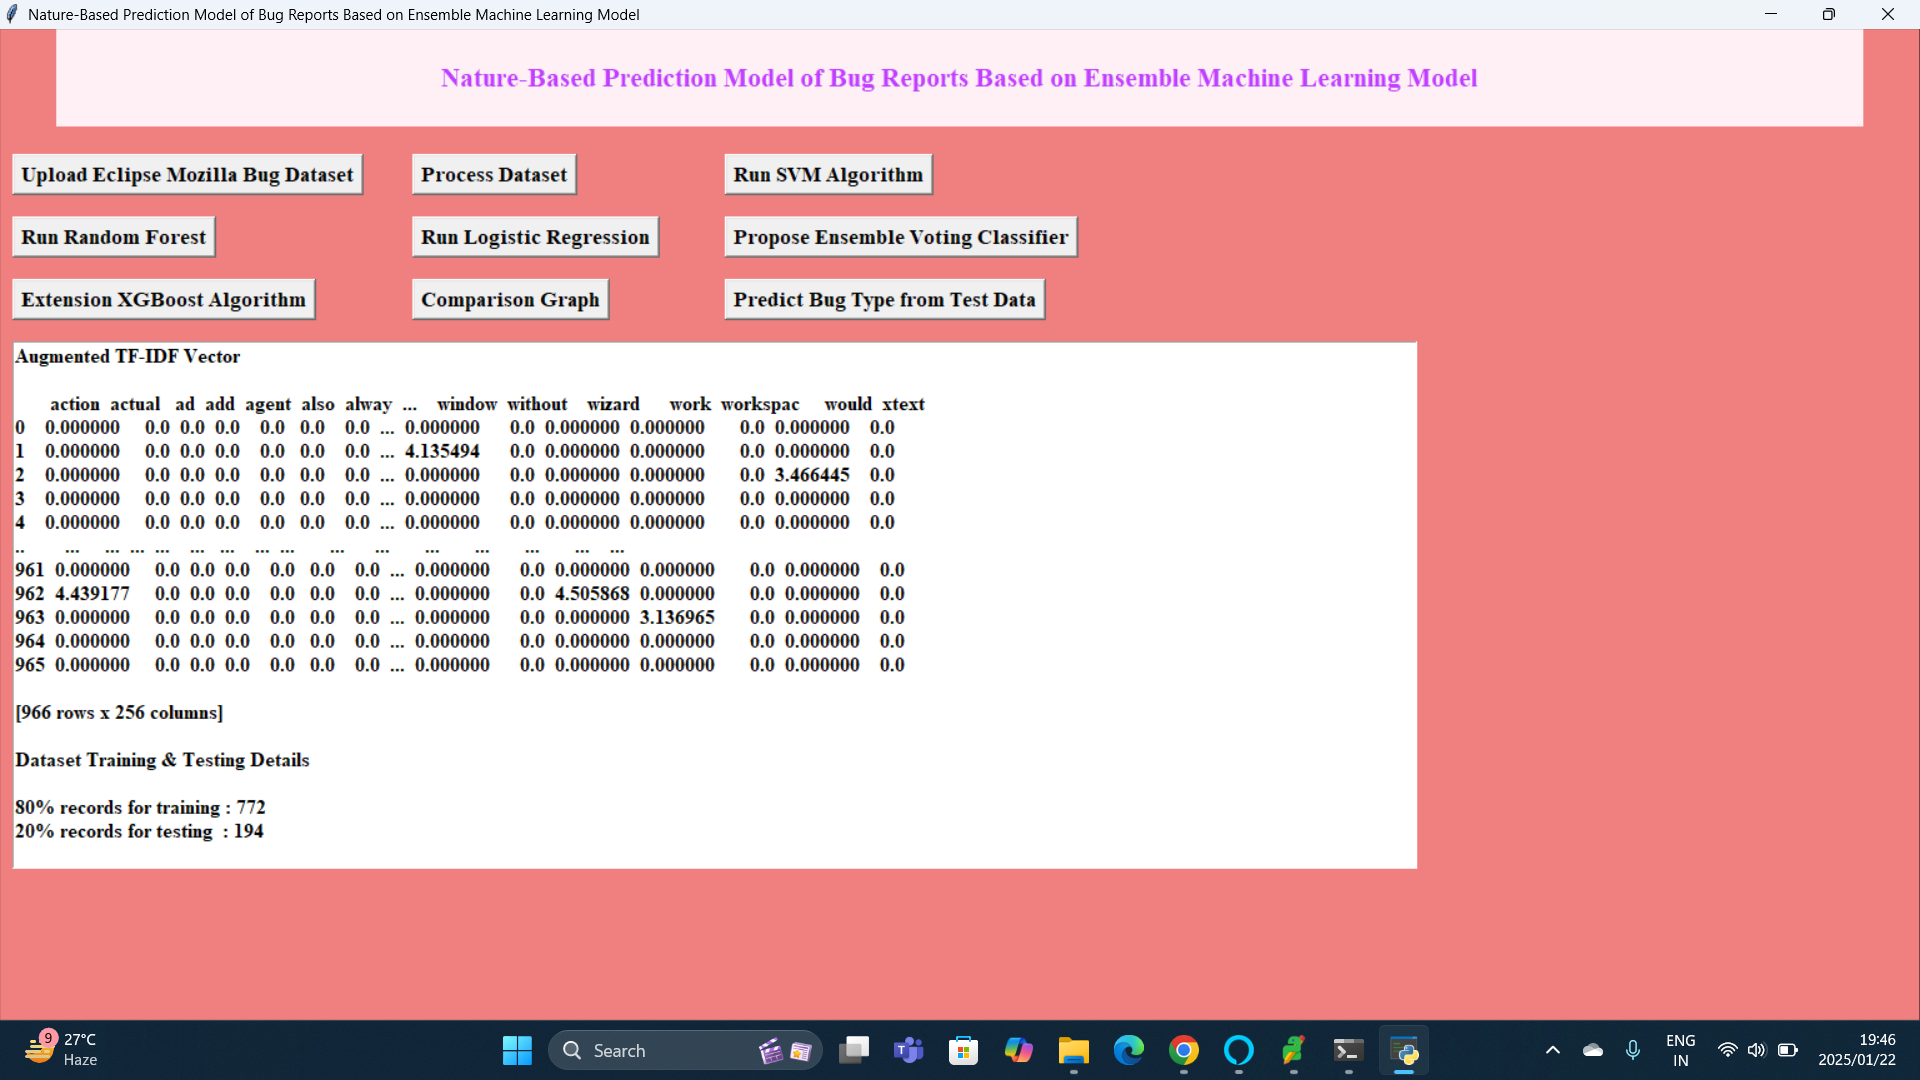 Nature-Based Prediction Model of Bug Reports Based on Ensemble Machine Learning Model
Nature-Based Prediction Model of Bug Reports Based on Ensemble Machine Learning Model
Upload Eclipse Mozilla Bug Dataset
Process Dataset
Run SVM Algorithm
Run Random Forest
Run Logistic Regression
Propose Ensemble Voting Classifier
Extension XGBoost Algorithm
Comparison Graph
Predict Bug Type from Test Data
Augmented TF-IDF Vector
action actual ad add agent also alway ... window without wizard work workspac would xtext
0 0.000000 0.0 0.0 0.0 0.0 0.0 0.0 ... 0.000000 0.0 0.000000 0.000000 0.0 0.000000 0.0
1 0.000000 0.0 0.0 0.0 0.0 0.0 0.0 ... 4.135494 0.0 0.000000 0.000000 0.0 0.000000 0.0
2 0.000000 0.0 0.0 0.0 0.0 0.0 0.0 ... 0.000000 0.0 0.000000 0.000000 0.0 3.466445 0.0
3 0.000000 0.0 0.0 0.0 0.0 0.0 0.0 ... 0.000000 0.0 0.000000 0.000000 0.0 0.000000 0.0
4 0.000000 0.0 0.0 0.0 0.0 0.0 0.0 ... 0.000000 0.0 0.000000 0.000000 0.0 0.000000 0.0
.. ... ... ... ... ... ... ... ... ... ... ... ... ... ... ...
961 0.000000 0.0 0.0 0.0 0.0 0.0 0.0 ... 0.000000 0.0 0.000000 0.000000 0.0 0.000000 0.0
962 4.439177 0.0 0.0 0.0 0.0 0.0 0.0 ... 0.000000 0.0 4.505868 0.000000 0.0 0.000000 0.0
963 0.000000 0.0 0.0 0.0 0.0 0.0 0.0 ... 0.000000 0.0 0.000000 3.136965 0.0 0.000000 0.0
964 0.000000 0.0 0.0 0.0 0.0 0.0 0.0 ... 0.000000 0.0 0.000000 0.000000 0.0 0.000000 0.0
965 0.000000 0.0 0.0 0.0 0.0 0.0 0.0 ... 0.000000 0.0 0.000000 0.000000 0.0 0.000000 0.0
[966 rows x 256 columns]
Dataset Training & Testing Details
80% records for training : 772
20% records for testing : 194
9
27°C
Haze
Search
ENG
IN
19:46
2025/01/22